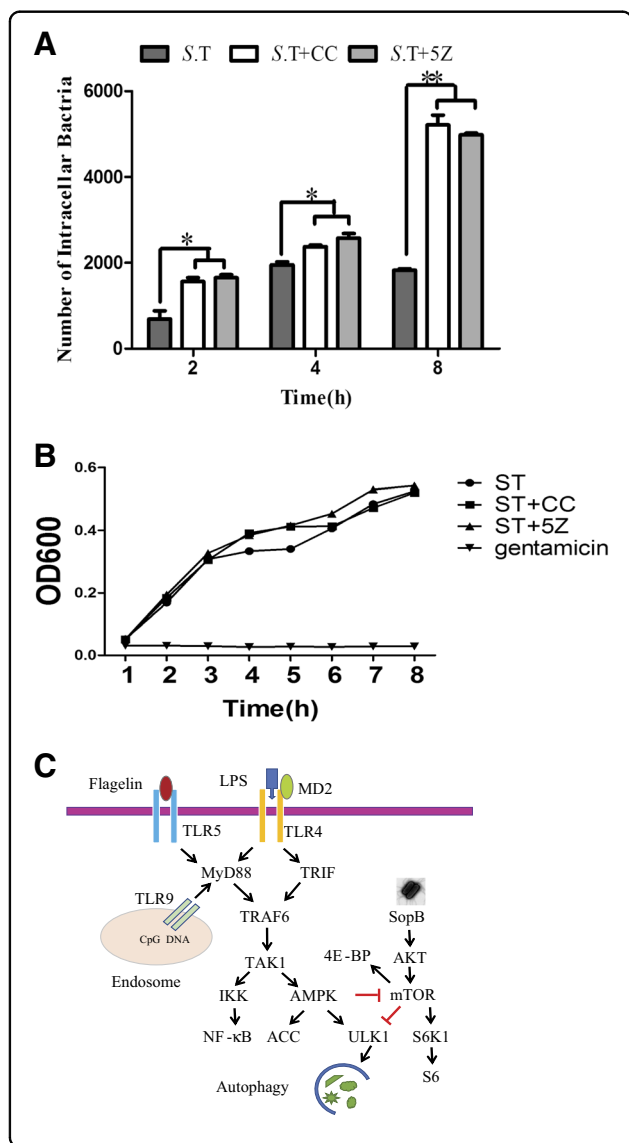 A
S.T S.T+CC S.T+5Z
Number of Intracellar Bactria
6000
4000
2000
0
* * **
2 4 8
Time(h)
B
OD600
0.6
0.4
0.2
0.0
1 2 3 4 5 6 7 8
Time(h)
ST
ST+CC
ST+5Z
gentamicin
C
Flagelin LPS MD2
TLR5 TLR4
MyD88 TRIF
TLR9
CpG DNA
Endosome
TRAF6
SopB
TAK1 4E-BP AKT
IKK AMPK mTOR
NF-κB ACC ULK1 S6K1
Autophagy S6